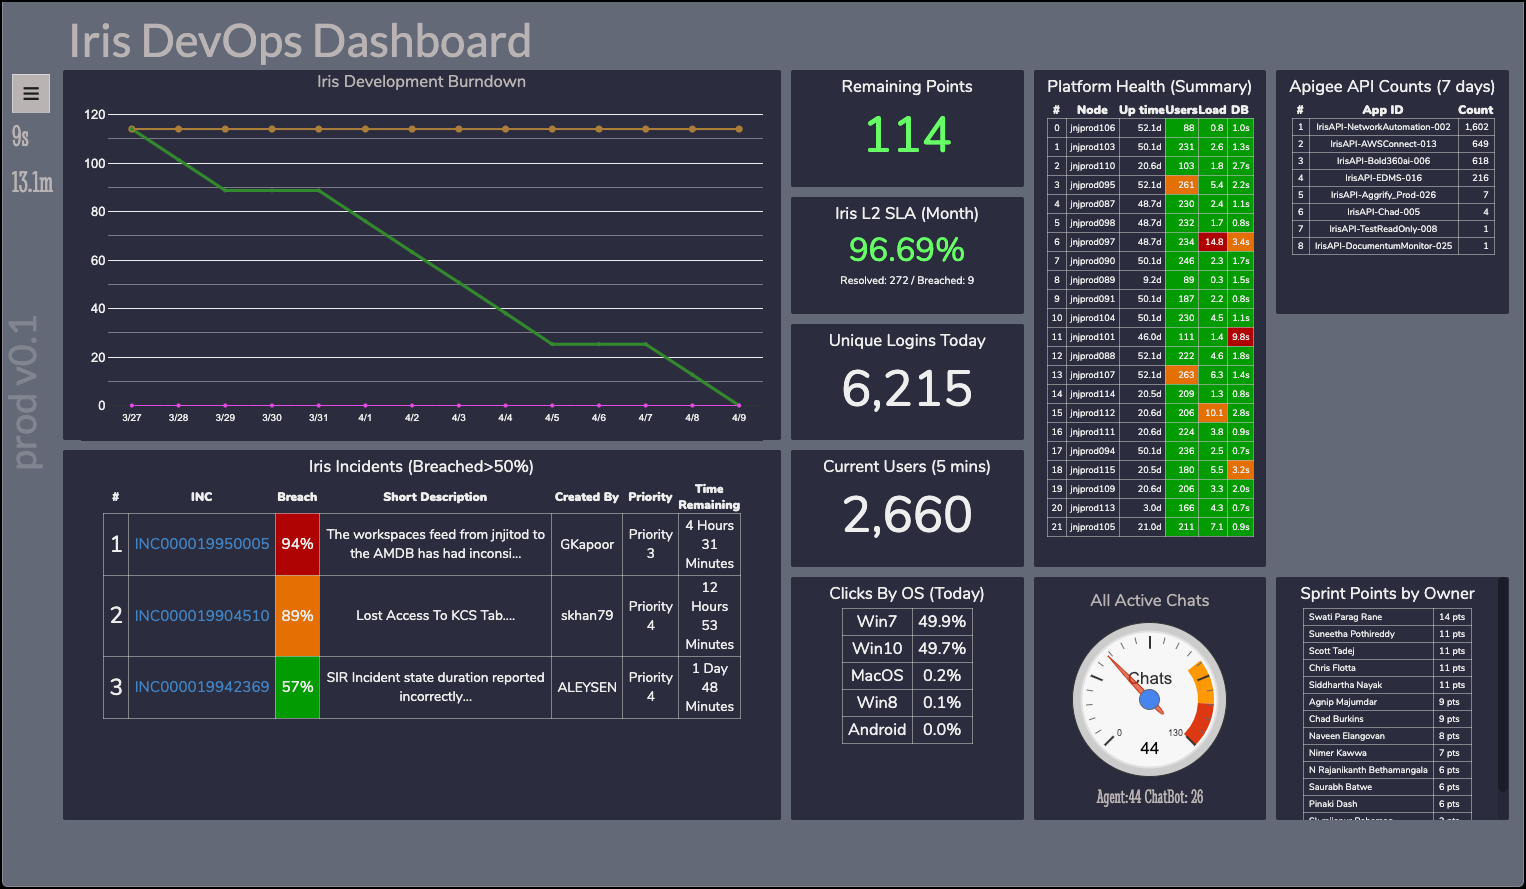 Iris DevOps Dashboard
9s
13.1m
prod v0.1
Iris Development Burndown
120
100
80
60
40
20
0
3/27 3/28 3/29 3/30 3/31 4/1 4/2 4/3 4/4 4/5 4/6 4/7 4/8 4/9
Remaining Points
114
Iris L2 SLA (Month)
96.69%
Resolved: 272 / Breached: 9
Unique Logins Today
6,215
Current Users (5 mins)
2,660
Platform Health (Summary)
# Node Up time Users Load DB
0 jnjprod106 52.1d 88 0.8 1.0s
1 jnjprod103 50.1d 231 2.6 1.3s
2 jnjprod110 20.6d 103 1.8 2.7s
3 jnjprod095 52.1d 261 5.4 2.2s
4 jnjprod087 48.7d 230 2.4 1.1s
5 jnjprod098 48.7d 232 1.7 0.8s
6 jnjprod097 48.7d 234 14.8 3.4s
7 jnjprod090 50.1d 246 2.3 1.7s
8 jnjprod089 9.2d 89 0.3 1.5s
9 jnjprod091 50.1d 187 2.2 0.8s
10 jnjprod104 50.1d 230 4.5 1.1s
11 jnjprod101 46.0d 111 1.4 9.8s
12 jnjprod088 52.1d 222 4.6 1.8s
13 jnjprod107 52.1d 263 6.3 1.4s
14 jnjprod114 20.5d 209 1.3 0.8s
15 jnjprod112 20.6d 206 10.1 2.8s
16 jnjprod111 20.6d 224 3.8 0.9s
17 jnjprod094 50.1d 236 2.5 0.7s
18 jnjprod115 20.5d 180 5.5 3.2s
19 jnjprod109 20.6d 206 3.3 2.0s
20 jnjprod113 3.0d 166 4.3 0.7s
21 jnjprod105 21.0d 211 7.1 0.9s
Apigee API Counts (7 days)
# App ID Count
1 IrisAPI-NetworkAutomation-002 1,602
2 IrisAPI-AWSConnect-013 649
3 IrisAPI-Bold360ai-006 618
4 IrisAPI-EDMS-016 216
5 IrisAPI-Aggrify_Prod-026 7
6 IrisAPI-Chad-005 4
7 IrisAPI-TestReadOnly-008 1
8 IrisAPI-DocumentumMonitor-025 1
Iris Incidents (Breached>50%)
# INC Breach Short Description Created By Priority Time Remaining
1 INC000019950005 94% The workspaces feed from jnjitod to the AMDB has had inconsi... GKapoor Priority 3 4 Hours 31 Minutes
2 INC000019904510 89% Lost Access To KCS Tab.... skhan79 Priority 4 12 Hours 53 Minutes
3 INC000019942369 57% SIR Incident state duration reported incorrectly... ALEYSEN Priority 4 1 Day 48 Minutes
Clicks By OS (Today)
Win7 49.9%
Win10 49.7%
MacOS 0.2%
Win8 0.1%
Android 0.0%
All Active Chats
Chats
0 130
44
Agent:44 ChatBot: 26
Sprint Points by Owner
Swati Parag Rane 14 pts
Suneetha Pothireddy 11 pts
Scott Tadej 11 pts
Chris Flotta 11 pts
Siddhartha Nayak 11 pts
Agnip Majumdar 9 pts
Chad Burkins 9 pts
Naveen Elangovan 8 pts
Nimer Kawwa 7 pts
N Rajanikanth Bethamangala 6 pts
Saurabh Batwe 6 pts
Pinaki Dash 6 pts